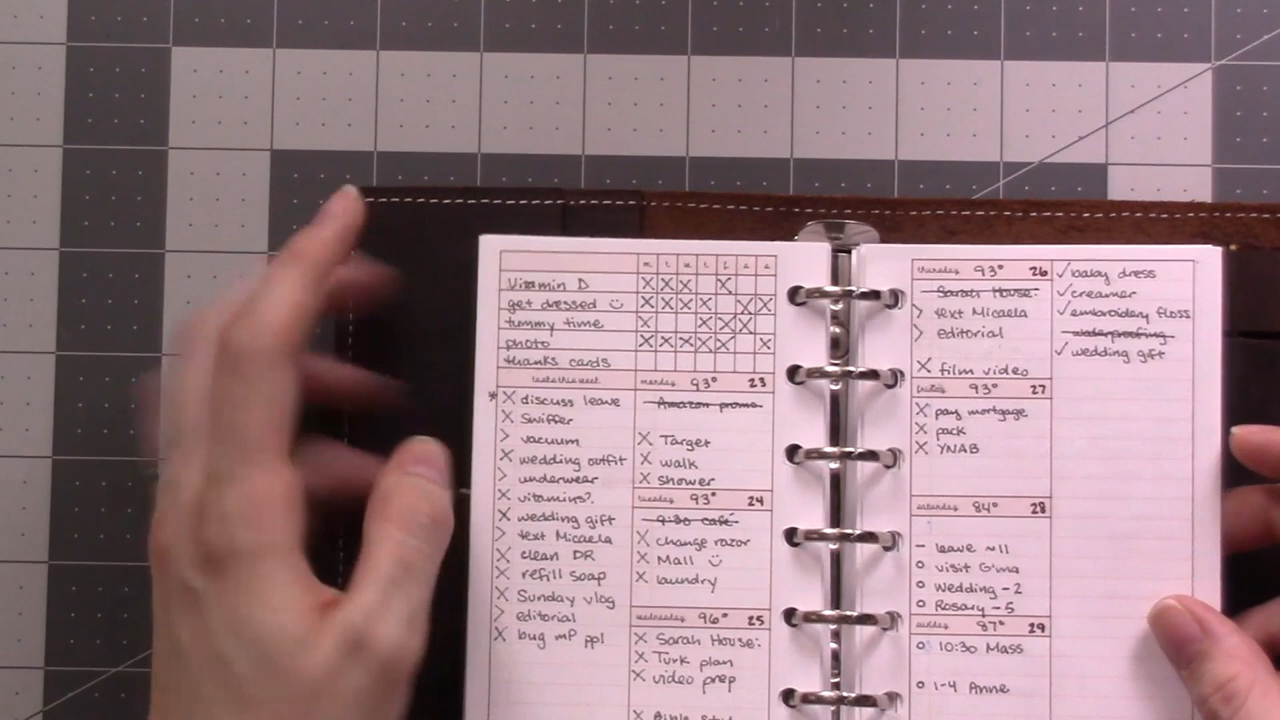 m t w t f s s
Vitamin D X X X X
get dressed X X X X X X
tummy time X X X X
photo X X X X X X
thanks cards
tasks this week
* X discuss leave
X Swiffer
> vacuum
X wedding outfit
> underwear
X vitamins?
X wedding gift
> text Micaela
X clean DR
X refill soap
X Sunday vlog
> editorial
X bug MP ppl
monday 93° 23
Amazon promo
X Target
X walk
X shower
tuesday 93° 24
9:30 café
X change razor
X Mall
X laundry
wednesday 96° 25
X Sarah House:
X Turk plan
X video prep
thursday 93° 26
Sarah House:
> text Micaela
> editorial
X film video
friday 93° 27
X pay mortgage
X pack
X YNAB
saturday 84° 28
- leave ~11
o visit G'ma
o Wedding - 2
o Rosary - 5
sunday 87° 29
o 10:30 Mass
o 1-4 Anne
✓ baby dress
✓ creamer
✓ embroidery floss
waterproofing
✓ wedding gift